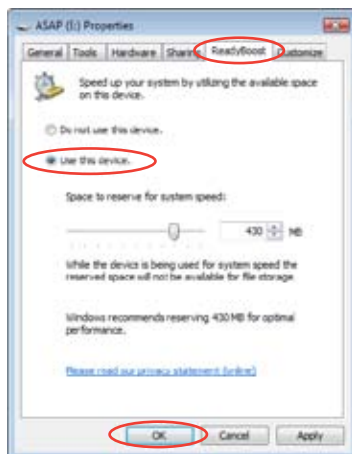 ASAP (I:) Properties
General Tools Hardware Sharing ReadyBoost Customize
Speed up your system by utilizing the available space
on this device.
Do not use this device.
Use this device.
Space to reserve for system speed:
430 MB
While the device is being used for system speed the
reserved space will not be available for file storage.
Windows recommends reserving 430 MB for optimal
performance.
Please read our privacy statement (online)
OK Cancel Apply